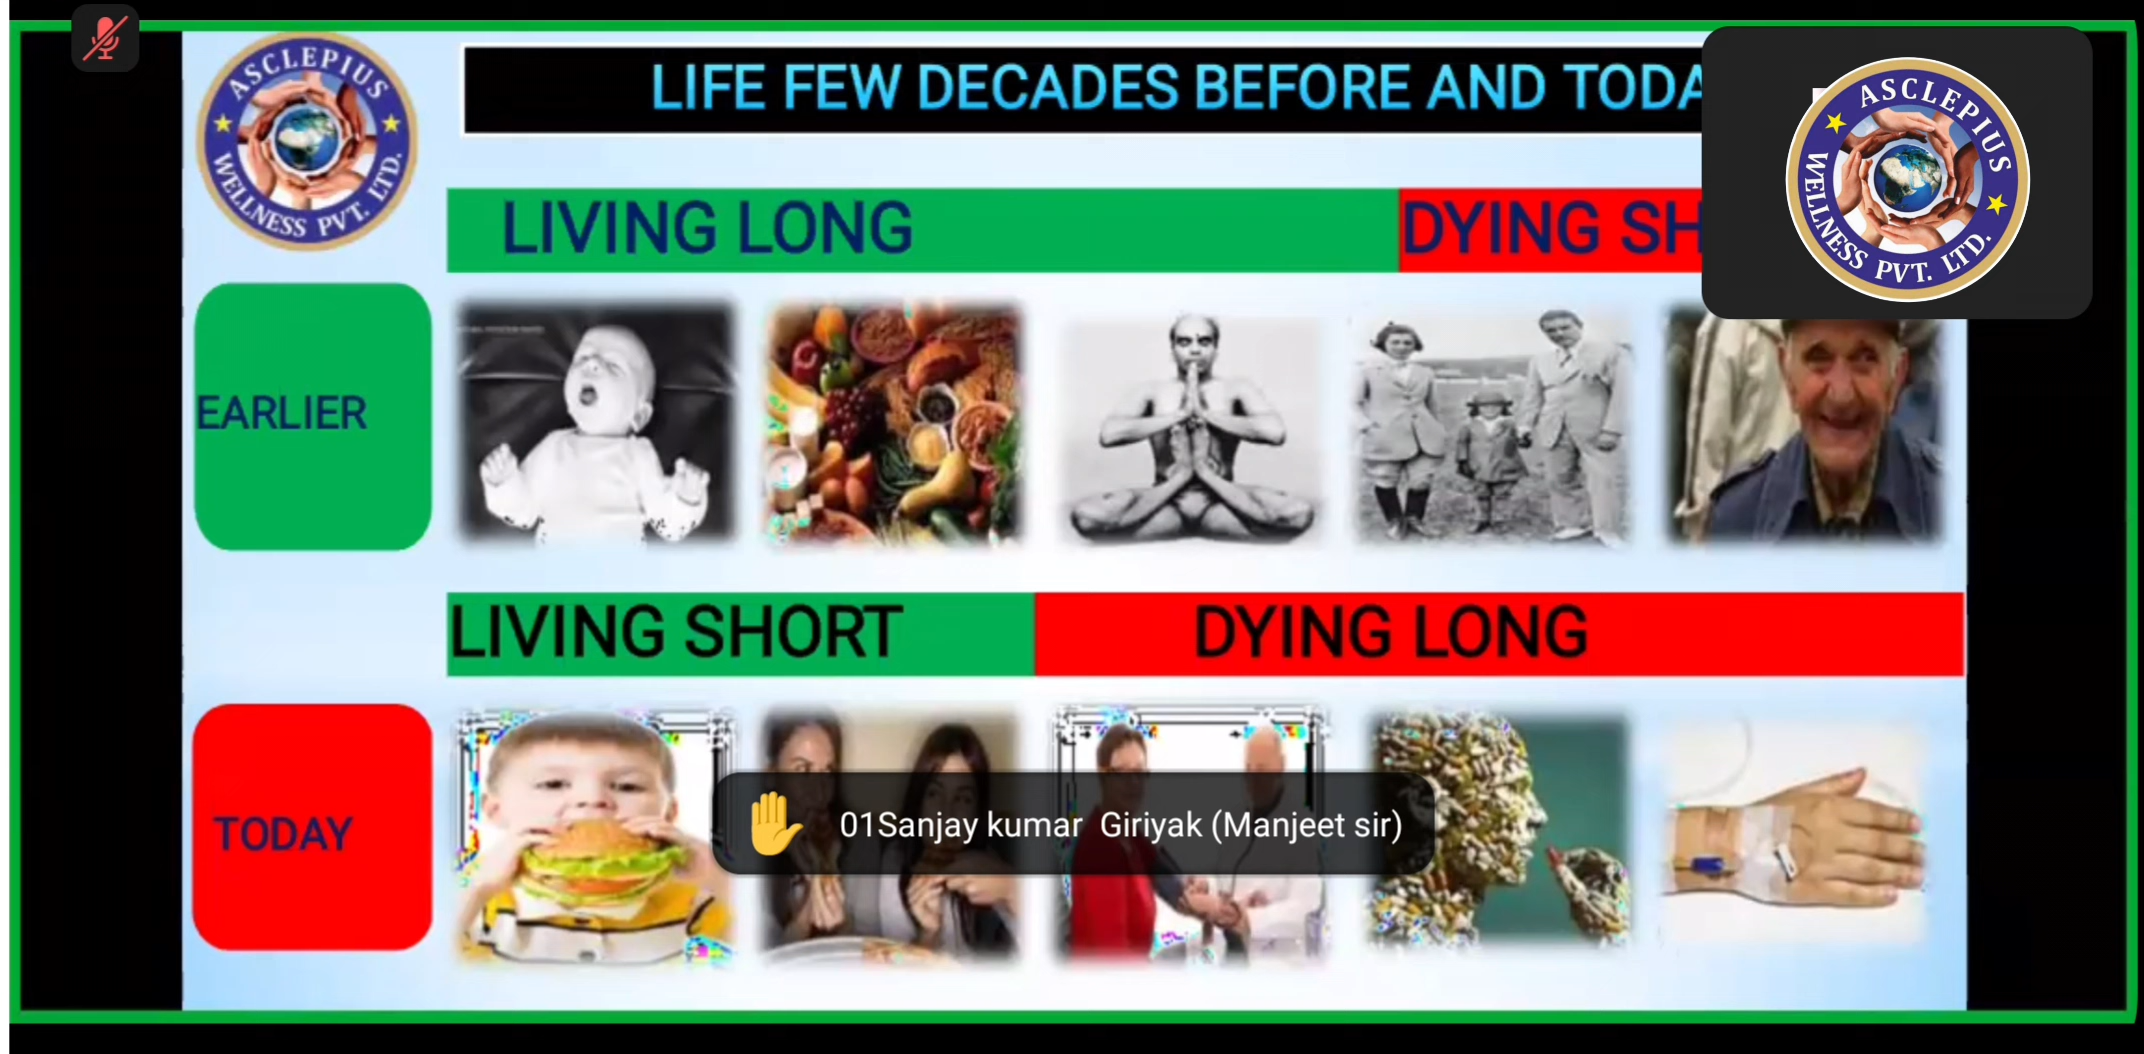 ASCLEPIUS
WELLNESS PVT. LTD.
LIFE FEW DECADES BEFORE AND TODA
ASCLEPIUS
WELLNESS PVT. LTD.
LIVING LONG
DYING SH
EARLIER
LIVING SHORT
DYING LONG
TODAY
01Sanjay kumar Giriyak (Manjeet sir)